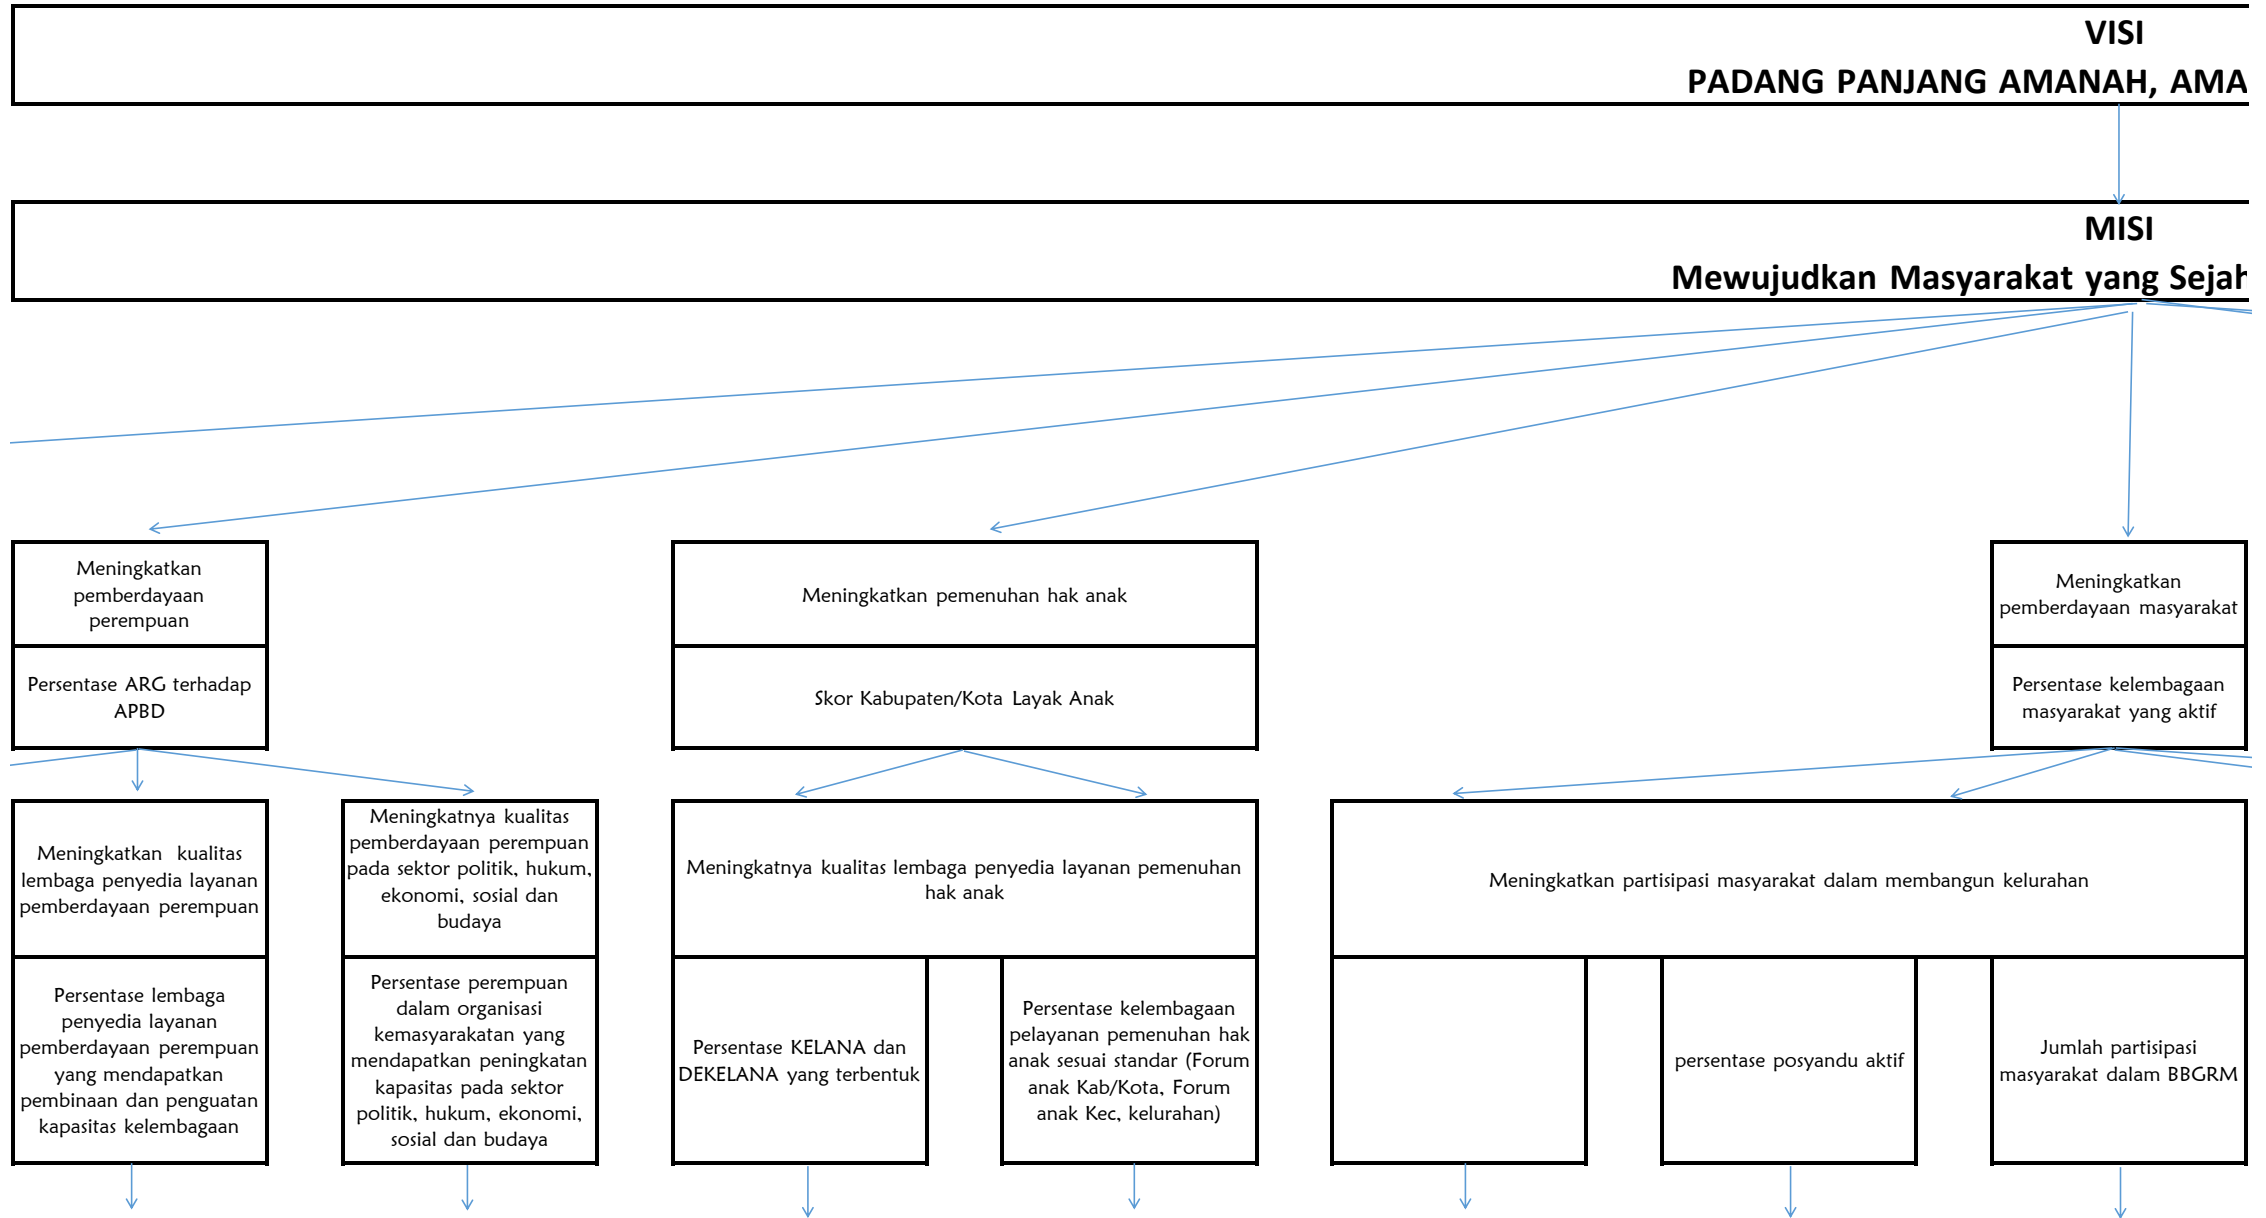 VISI
PADANG PANJANG AMANAH, AMA
MISI
Mewujudkan Masyarakat yang Sejah
Meningkatkan
pemberdayaan
perempuan
Persentase ARG terhadap
APBD
Meningkatkan pemenuhan hak anak
Skor Kabupaten/Kota Layak Anak
Meningkatkan
pemberdayaan masyarakat
Persentase kelembagaan
masyarakat yang aktif
Meningkatkan kualitas
lembaga penyedia layanan
pemberdayaan perempuan
Persentase lembaga
penyedia layanan
pemberdayaan perempuan
yang mendapatkan
pembinaan dan penguatan
kapasitas kelembagaan
Meningkatnya kualitas
pemberdayaan perempuan
pada sektor politik, hukum,
ekonomi, sosial dan
budaya
Persentase perempuan
dalam organisasi
kemasyarakatan yang
mendapatkan peningkatan
kapasitas pada sektor
politik, hukum, ekonomi,
sosial dan budaya
Meningkatnya kualitas lembaga penyedia layanan pemenuhan
hak anak
Persentase KELANA dan
DEKELANA yang terbentuk
Persentase kelembagaan
pelayanan pemenuhan hak
anak sesuai standar (Forum
anak Kab/Kota, Forum
anak Kec, kelurahan)
Meningkatkan partisipasi masyarakat dalam membangun kelurahan
persentase posyandu aktif
Jumlah partisipasi
masyarakat dalam BBGRM